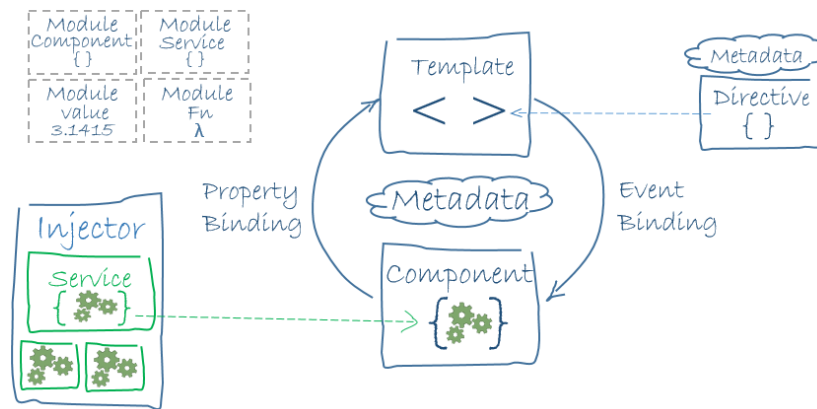 Module
Component
{ }
Module
Service
{ }
Module
value
3.1415
Module
Fn
λ
Template
< >
Metadata
Directive
{ }
Property
Binding
Metadata
Event
Binding
Injector
Service
{ }
Component
{ }